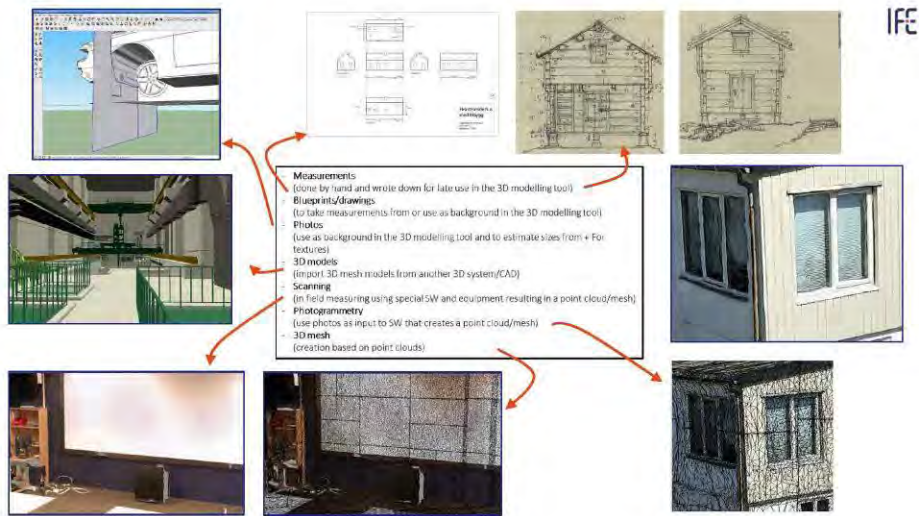 IFE
- Measurements
(done by hand and wrote down for late use in the 3D modelling tool)
- Blueprints/drawings
(to take measurements from or use as background in the 3D modelling tool)
- Photos
(use as background in the 3D modelling tool and to estimate sizes from + For
textures)
- 3D models
(import 3D mesh models from another 3D system/CAD)
- Scanning
(in field measuring using special SW and equipment resulting in a point cloud/mesh)
- Photogrammetry
(use photos as input to SW that creates a point cloud/mesh)
- 3D mesh
(creation based on point clouds)